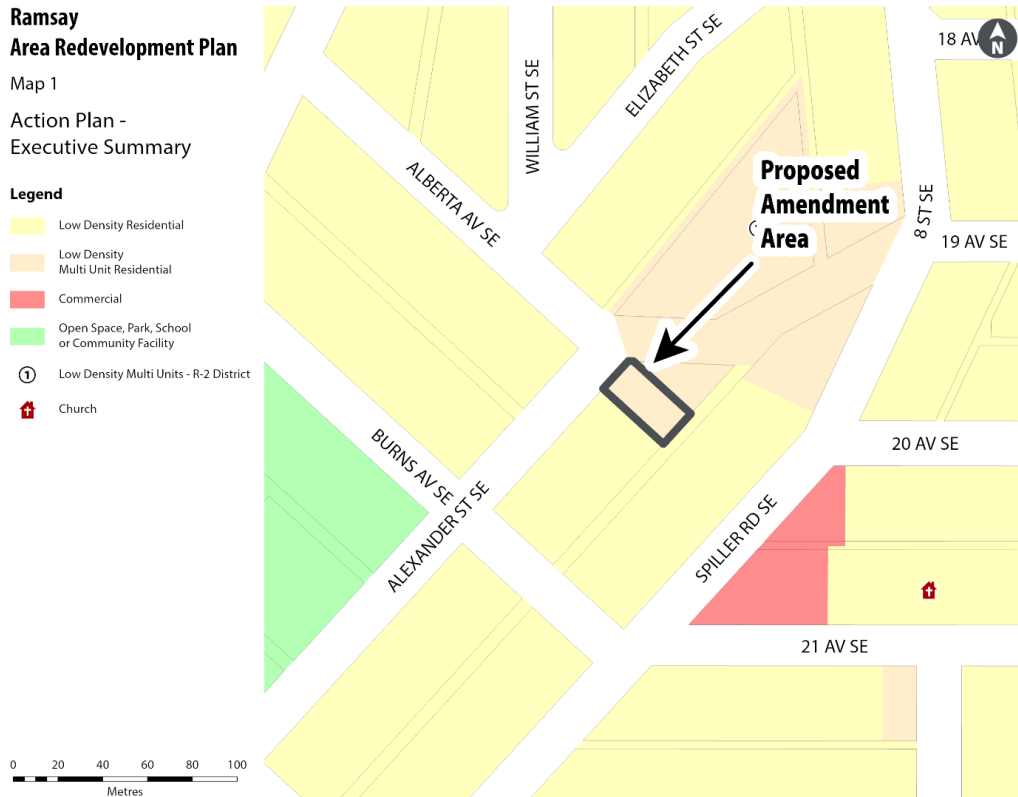 Ramsay
Area Redevelopment Plan
Map 1
Action Plan -
Executive Summary
Legend
Low Density Residential
Low Density
Multi Unit Residential
Commercial
Open Space, Park, School
or Community Facility
1
Low Density Multi Units - R-2 District
Church
0 20 40 60 80 100
Metres
18 AV
N
WILLIAM ST SE
ELIZABETH ST SE
ALBERTA AV SE
Proposed
Amendment
Area
8 ST SE
19 AV SE
BURNS AV SE
ALEXANDER ST SE
20 AV SE
SPILLER RD SE
21 AV SE